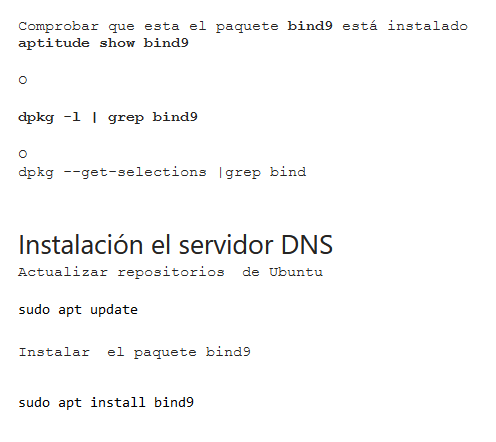 Comprobar que esta el paquete bind9 está instalado
aptitude show bind9
O
dpkg -l | grep bind9
O
dpkg --get-selections |grep bind
Instalación el servidor DNS
Actualizar repositorios  de Ubuntu
sudo apt update
Instalar  el paquete bind9
sudo apt install bind9